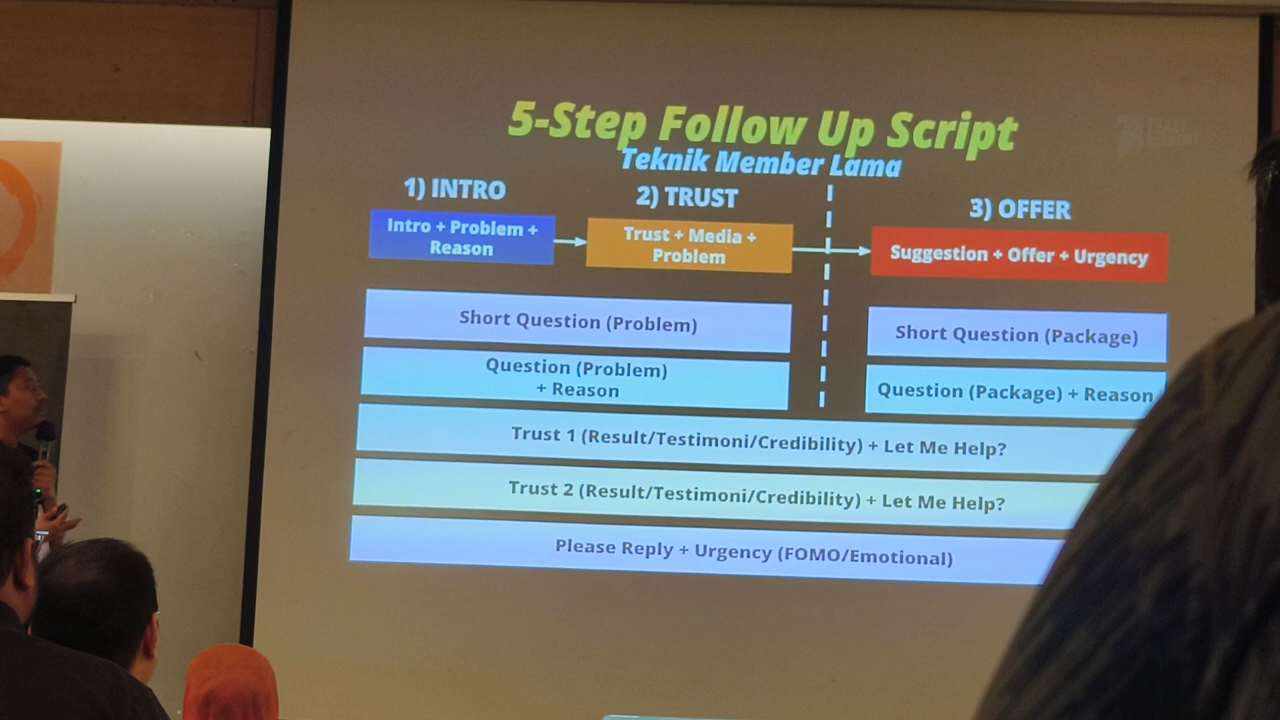 5-Step Follow Up Script
Teknik Member Lama
1) INTRO
2) TRUST
3) OFFER
Intro + Problem +
Reason
Trust + Media +
Problem
Suggestion + Offer + Urgency
Short Question (Problem)
Short Question (Package)
Question (Problem)
+ Reason
Question (Package) + Reason
Trust 1 (Result/Testimoni/Credibility) + Let Me Help?
Trust 2 (Result/Testimoni/Credibility) + Let Me Help?
Please Reply + Urgency (FOMO/Emotional)